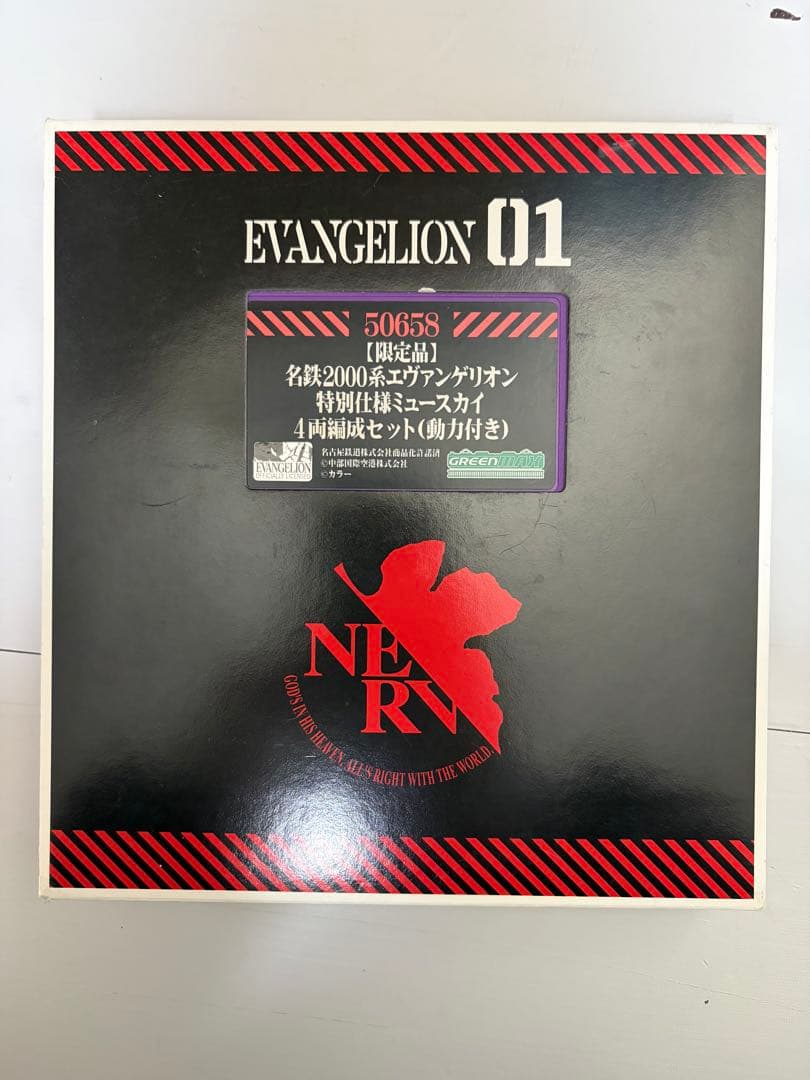 EVANGELION 01
50658
【限定品】
名鉄2000系エヴァンゲリオン
特別仕様ミュースカイ
4両編成セット(動力付き)
EVANGELION
OFFICIALLY LICENSED
名古屋鉄道株式会社商品化許諾済
©中部国際空港株式会社
©カラー
GREENMAX
NERV
GOD'S IN HIS HEAVEN, ALL'S RIGHT WITH THE WORLD.